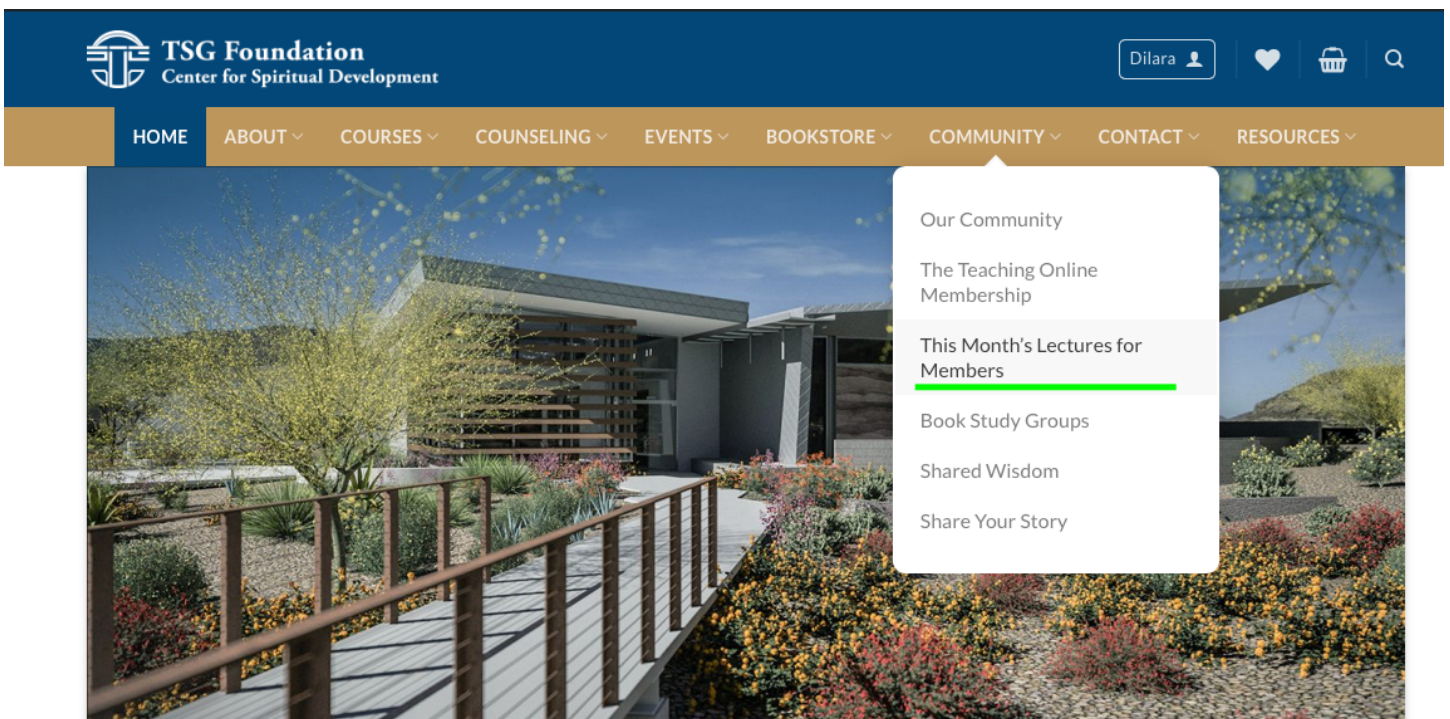 TSG Foundation
Center for Spiritual Development
Dilara
HOME ABOUT COURSES COUNSELING EVENTS BOOKSTORE COMMUNITY CONTACT RESOURCES
Our Community
The Teaching Online
Membership
This Month's Lectures for
Members
Book Study Groups
Shared Wisdom
Share Your Story